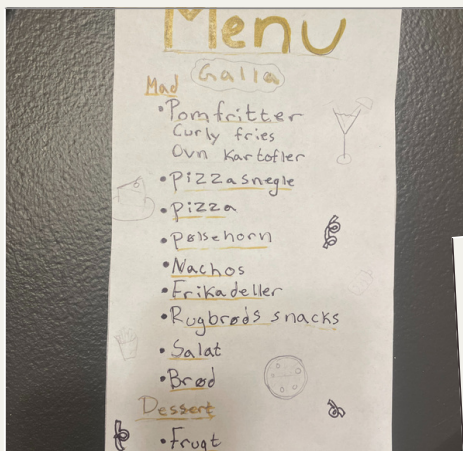 Menu
Galla
Mad
• Pomfritter
Curly fries
Ovn Kartofler
• Pizzasnegle
• Pizza
• Pølsehorn
• Nachos
• Frikadeller
• Rugbrøds snacks
• Salat
• Brød
Dessert
• Frugt